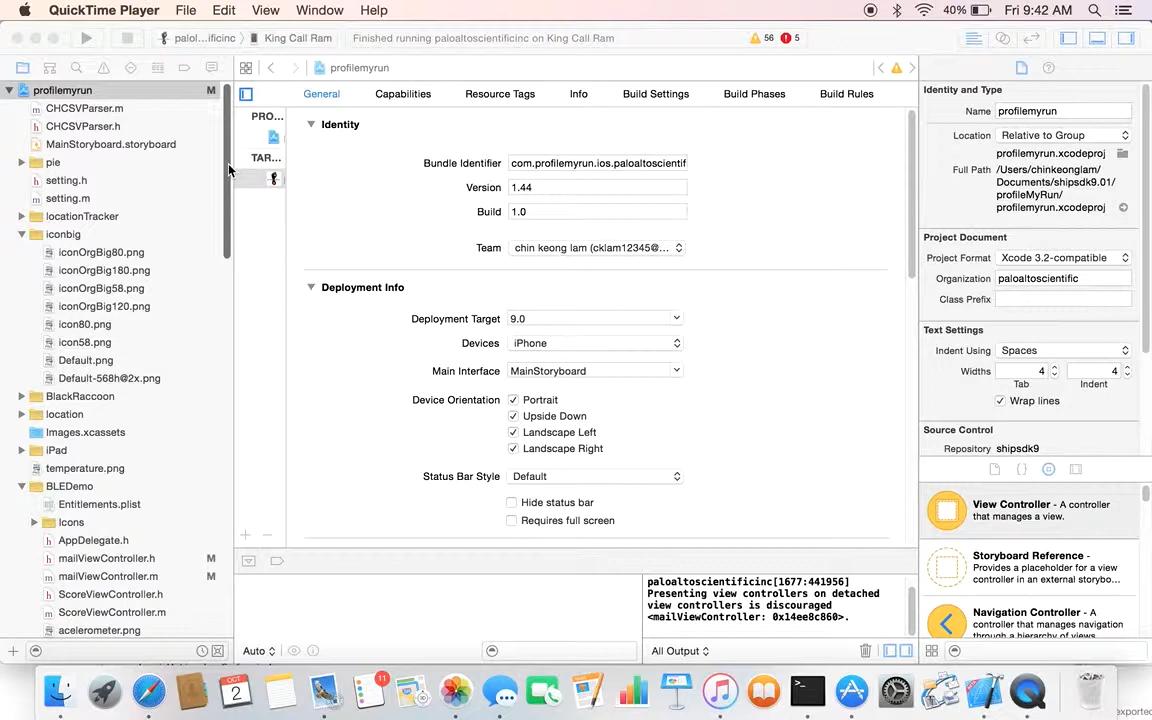 QuickTime Player File Edit View Window Help 40% Fri 9:42 AM
palol...ificinc King Call Ram Finished running paloaltoscientificinc on King Call Ram 56 5
profilemyrun
profilemyrun M
CHCSVParser.m
CHCSVParser.h
MainStoryboard.storyboard
pie
setting.h
setting.m
locationTracker
iconbig
iconOrgBig80.png
iconOrgBig180.png
iconOrgBig58.png
iconOrgBig120.png
icon80.png
icon58.png
Default.png
Default-568h@2x.png
BlackRaccoon
location
Images.xcassets
iPad
temperature.png
BLEDemo
Entitlements.plist
Icons
AppDelegate.h
mailViewController.h M
mailViewController.m M
ScoreViewController.h
ScoreViewController.m
acelerometer.png
PRO...
TAR...
General Capabilities Resource Tags Info Build Settings Build Phases Build Rules
Identity
Bundle Identifier com.profilemyrun.ios.paloaltoscientif
Version 1.44
Build 1.0
Team chin keong lam (cklam12345@...
Deployment Info
Deployment Target 9.0
Devices iPhone
Main Interface MainStoryboard
Device Orientation Portrait
Upside Down
Landscape Left
Landscape Right
Status Bar Style Default
Hide status bar
Requires full screen
Auto
paloaltoscientificinc[1677:441956]
Presenting view controllers on detached
view controllers is discouraged
<mailViewController: 0x14ee8c860>.
All Output
Identity and Type
Name profilemyrun
Location Relative to Group
profilemyrun.xcodeproj
Full Path /Users/chinkeonglam/
Documents/shipsdk9.01/
profileMyRun/
profilemyrun.xcodeproj
Project Document
Project Format Xcode 3.2-compatible
Organization paloaltoscientific
Class Prefix
Text Settings
Indent Using Spaces
Widths 4 4
Tab Indent
Wrap lines
Source Control
Repository shipsdk9
View Controller - A controller
that manages a view.
Storyboard Reference -
Provides a placeholder for a view
controller in an external storybo...
Navigation Controller - A
controller that manages navigation
through a hierarchy of views
OCT
2
11
exported